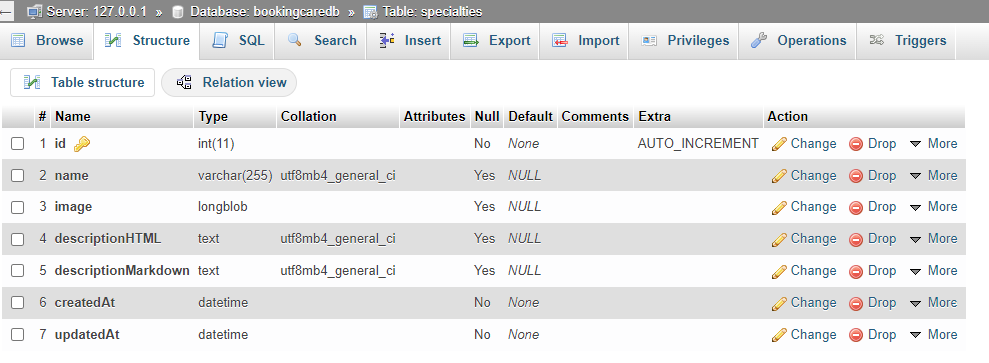 Server: 127.0.0.1 » Database: bookingcaredb » Table: specialties
Browse Structure SQL Search Insert Export Import Privileges Operations Triggers
Table structure Relation view
# Name Type Collation Attributes Null Default Comments Extra Action
1 id int(11) No None AUTO_INCREMENT Change Drop More
2 name varchar(255) utf8mb4_general_ci Yes NULL Change Drop More
3 image longblob Yes NULL Change Drop More
4 descriptionHTML text utf8mb4_general_ci Yes NULL Change Drop More
5 descriptionMarkdown text utf8mb4_general_ci Yes NULL Change Drop More
6 createdAt datetime No None Change Drop More
7 updatedAt datetime No None Change Drop More